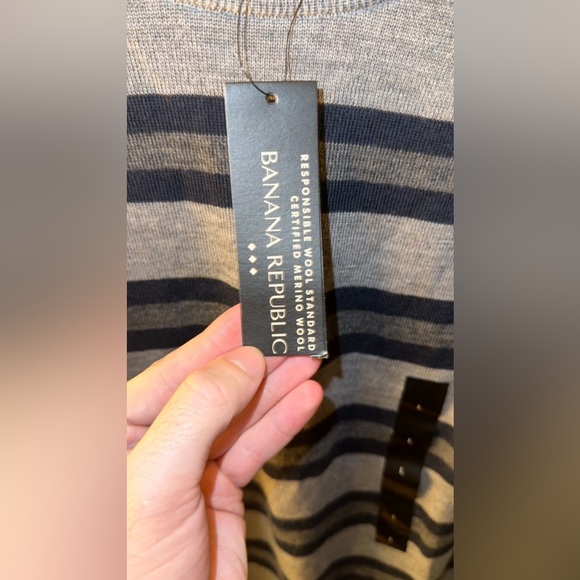 RESPONSIBLE WOOL STANDARD
CERTIFIED MERINO WOOL
BANANA REPUBLIC